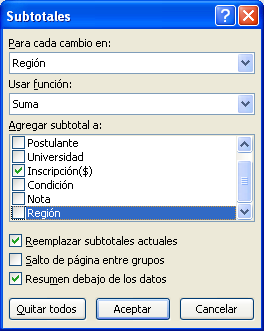 Subtotales
Para cada cambio en:
Región
Usar función:
Suma
Agregar subtotal a:
Postulante
Universidad
Inscripción($)
Condición
Nota
Región
Reemplazar subtotales actuales
Salto de página entre grupos
Resumen debajo de los datos
Quitar todos
Aceptar
Cancelar